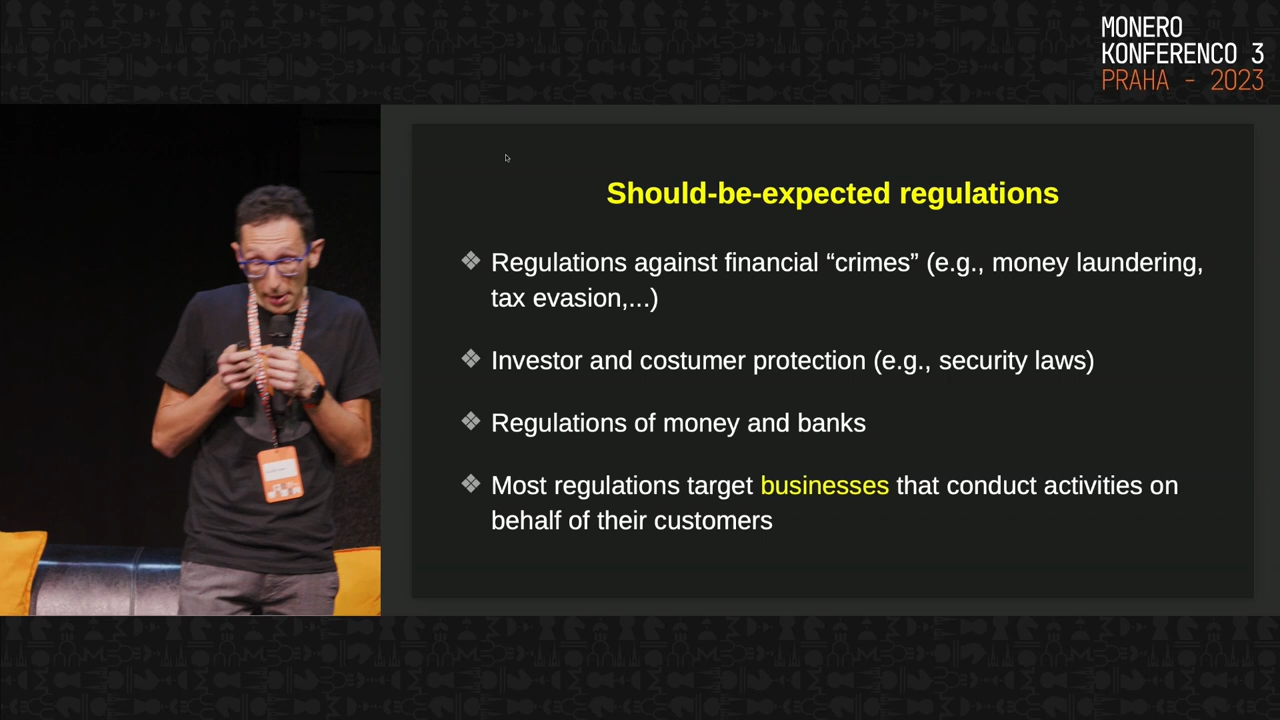 MONERO
KONFERENCO 3
PRAHA - 2023
Should-be-expected regulations
❖ Regulations against financial “crimes” (e.g., money laundering,
tax evasion,...)
❖ Investor and costumer protection (e.g., security laws)
❖ Regulations of money and banks
❖ Most regulations target businesses that conduct activities on
behalf of their customers